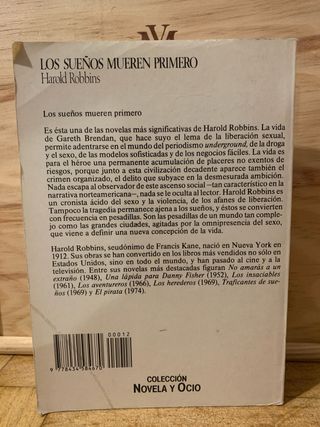 LOS SUEÑOS MUEREN PRIMERO
Harold Robbins
Los sueños mueren primero
Es ésta una de las novelas más significativas de Harold Robbins. La vida
de Gareth Brendan, que hace suyo el lema de la liberación sexual,
permite adentrarse en el mundo del periodismo underground, de la droga
y el sexo, de las modelos sofisticadas y de los negocios fáciles. La vida es
para el héroe una permanente acumulación de placeres no exentos de
riesgos, porque junto a esta civilización decadente aparece también el
crimen organizado, el delito que subyace en la desmesurada ambición.
Nada escapa al observador de este ascenso social —tan característico en la
narrativa norteamericana—, nada se le oculta al lector. Harold Robbins es
un cronista ácido del sexo y la violencia, de los afanes de liberación.
Tampoco la tragedia permanece ajena a los sueños, y éstos se convierten
con frecuencia en pesadillas. Son las pesadillas de un mundo tan comple-
jo como las grandes ciudades, agitadas por la omnipresencia del sexo,
que viene a definir una nueva concepción de la vida.
Harold Robbins, seudónimo de Francis Kane, nació en Nueva York en
1912. Sus obras se han convertido en los libros más vendidos no sólo en
Estados Unidos, sino en todo el mundo, y han pasado al cine y a la
televisión. Entre sus novelas más destacadas figuran No amarás a un
extraño (1948), Una lápida para Danny Fisher (1952), Los insaciables
(1961), Los aventureros (1966), Los herederos (1969), Traficantes de sue-
ños (1969) y El pirata (1974).
00012
9 788434 584670
COLECCIÓN
NOVELA Y OCIO